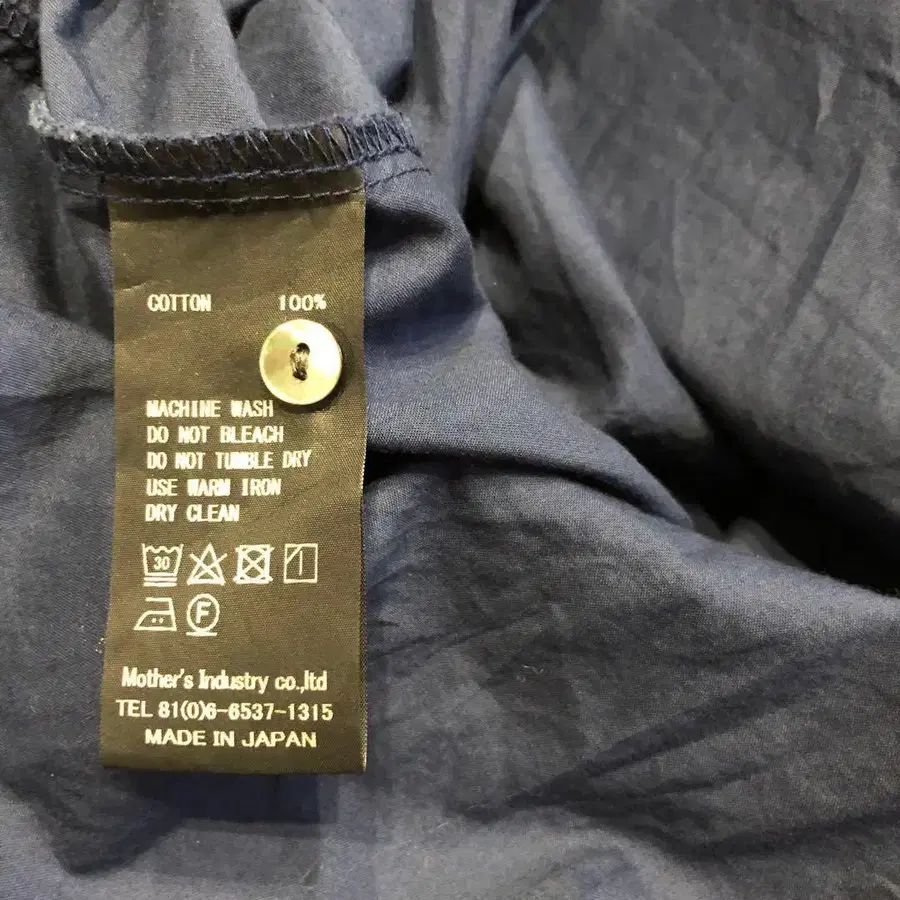 COTTON 100%
MACHINE WASH
DO NOT BLEACH
DO NOT TUMBLE DRY
USE WARM IRON
DRY CLEAN
30
F
Mother's Industry co.,ltd
TEL 81(0)6-6537-1315
MADE IN JAPAN